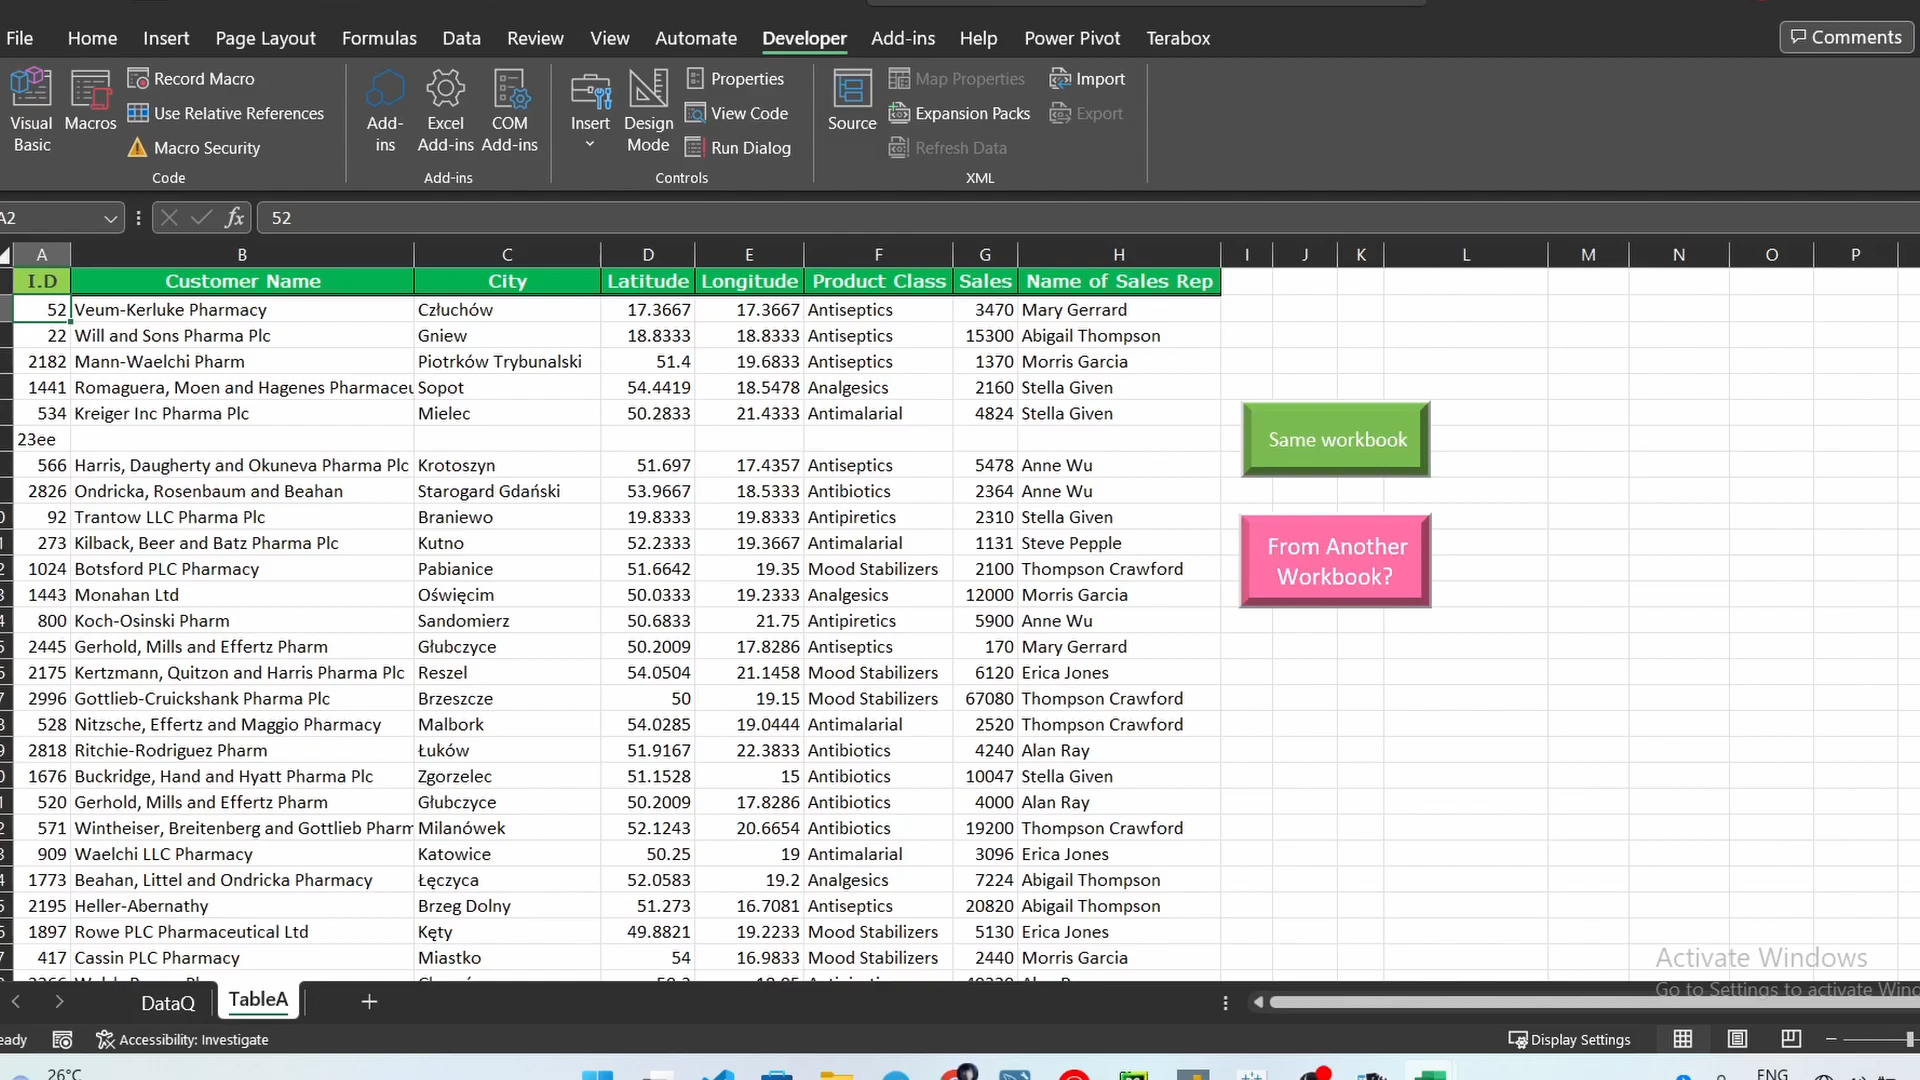 File Home Insert Page Layout Formulas Data Review View Automate Developer Add-ins Help Power Pivot Terabox Comments
Record Macro
Use Relative References
Macro Security
Visual Basic
Macros
Code
Add-ins
Excel Add-ins
COM Add-ins
Add-ins
Insert
Design Mode
Properties
View Code
Run Dialog
Controls
Source
Map Properties
Expansion Packs
Refresh Data
Import
Export
XML
A2 fx 52
A B C D E F G H I J K L M N O P
I.D Customer Name City Latitude Longitude Product Class Sales Name of Sales Rep
52 Veum-Kerluke Pharmacy Człuchów 17.3667 17.3667 Antiseptics 3470 Mary Gerrard
22 Will and Sons Pharma Plc Gniew 18.8333 18.8333 Antiseptics 15300 Abigail Thompson
2182 Mann-Waelchi Pharm Piotrków Trybunalski 51.4 19.6833 Antiseptics 1370 Morris Garcia
1441 Romaguera, Moen and Hagenes Pharmaceu Sopot 54.4419 18.5478 Analgesics 2160 Stella Given
534 Kreiger Inc Pharma Plc Mielec 50.2833 21.4333 Antimalarial 4824 Stella Given
23ee
566 Harris, Daugherty and Okuneva Pharma Plc Krotoszyn 51.697 17.4357 Antiseptics 5478 Anne Wu
2826 Ondricka, Rosenbaum and Beahan Starogard Gdański 53.9667 18.5333 Antibiotics 2364 Anne Wu
92 Trantow LLC Pharma Plc Braniewo 19.8333 19.8333 Antipiretics 2310 Stella Given
273 Kilback, Beer and Batz Pharma Plc Kutno 52.2333 19.3667 Antimalarial 1131 Steve Pepple
1024 Botsford PLC Pharmacy Pabianice 51.6642 19.35 Mood Stabilizers 2100 Thompson Crawford
1443 Monahan Ltd Oświęcim 50.0333 19.2333 Analgesics 12000 Morris Garcia
800 Koch-Osinski Pharm Sandomierz 50.6833 21.75 Antipiretics 5900 Anne Wu
2445 Gerhold, Mills and Effertz Pharm Głubczyce 50.2009 17.8286 Antiseptics 170 Mary Gerrard
2175 Kertzmann, Quitzon and Harris Pharma Plc Reszel 54.0504 21.1458 Mood Stabilizers 6120 Erica Jones
2996 Gottlieb-Cruickshank Pharma Plc Brzeszcze 50 19.15 Mood Stabilizers 67080 Thompson Crawford
528 Nitzsche, Effertz and Maggio Pharmacy Malbork 54.0285 19.0444 Antimalarial 2520 Thompson Crawford
2818 Ritchie-Rodriguez Pharm Łuków 51.9167 22.3833 Antibiotics 4240 Alan Ray
1676 Buckridge, Hand and Hyatt Pharma Plc Zgorzelec 51.1528 15 Antibiotics 10047 Stella Given
520 Gerhold, Mills and Effertz Pharm Głubczyce 50.2009 17.8286 Antibiotics 4000 Alan Ray
571 Wintheiser, Breitenberg and Gottlieb Pharm Milanówek 52.1243 20.6654 Antibiotics 19200 Thompson Crawford
909 Waelchi LLC Pharmacy Katowice 50.25 19 Antimalarial 3096 Erica Jones
1773 Beahan, Littel and Ondricka Pharmacy Łęczyca 52.0583 19.2 Analgesics 7224 Abigail Thompson
2195 Heller-Abernathy Brzeg Dolny 51.273 16.7081 Antiseptics 20820 Abigail Thompson
1897 Rowe PLC Pharmaceutical Ltd Kęty 49.8821 19.2233 Mood Stabilizers 5130 Erica Jones
417 Cassin PLC Pharmacy Miastko 54 16.9833 Mood Stabilizers 2440 Morris Garcia
Same workbook
From Another
Workbook?
Activate Windows
Go to Settings to activate Wind
DataQ TableA
eady Accessibility: Investigate Display Settings
26°C ENG